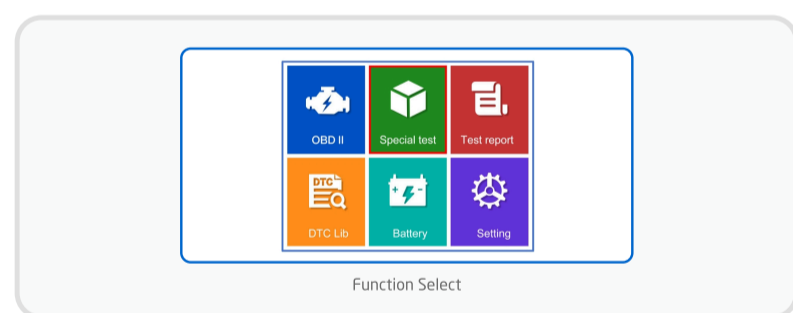 OBD II
Special test
Test report
DTC
DTC Lib
Battery
Setting
Function Select